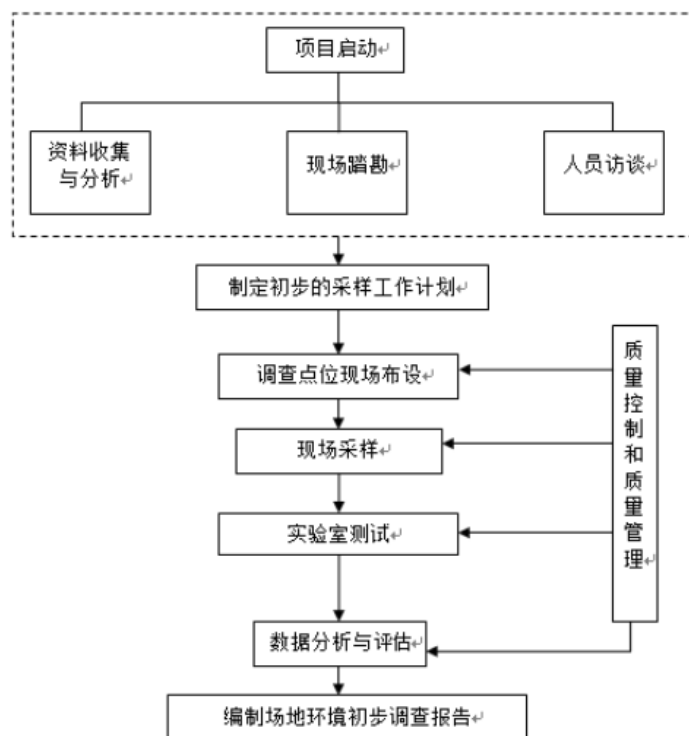 项目启动
资料收集
与分析
现场踏勘
人员访谈
制定初步的采样工作计划
调查点位现场布设
现场采样
实验室测试
数据分析与评估
编制场地环境初步调查报告
质量控制和质量管理